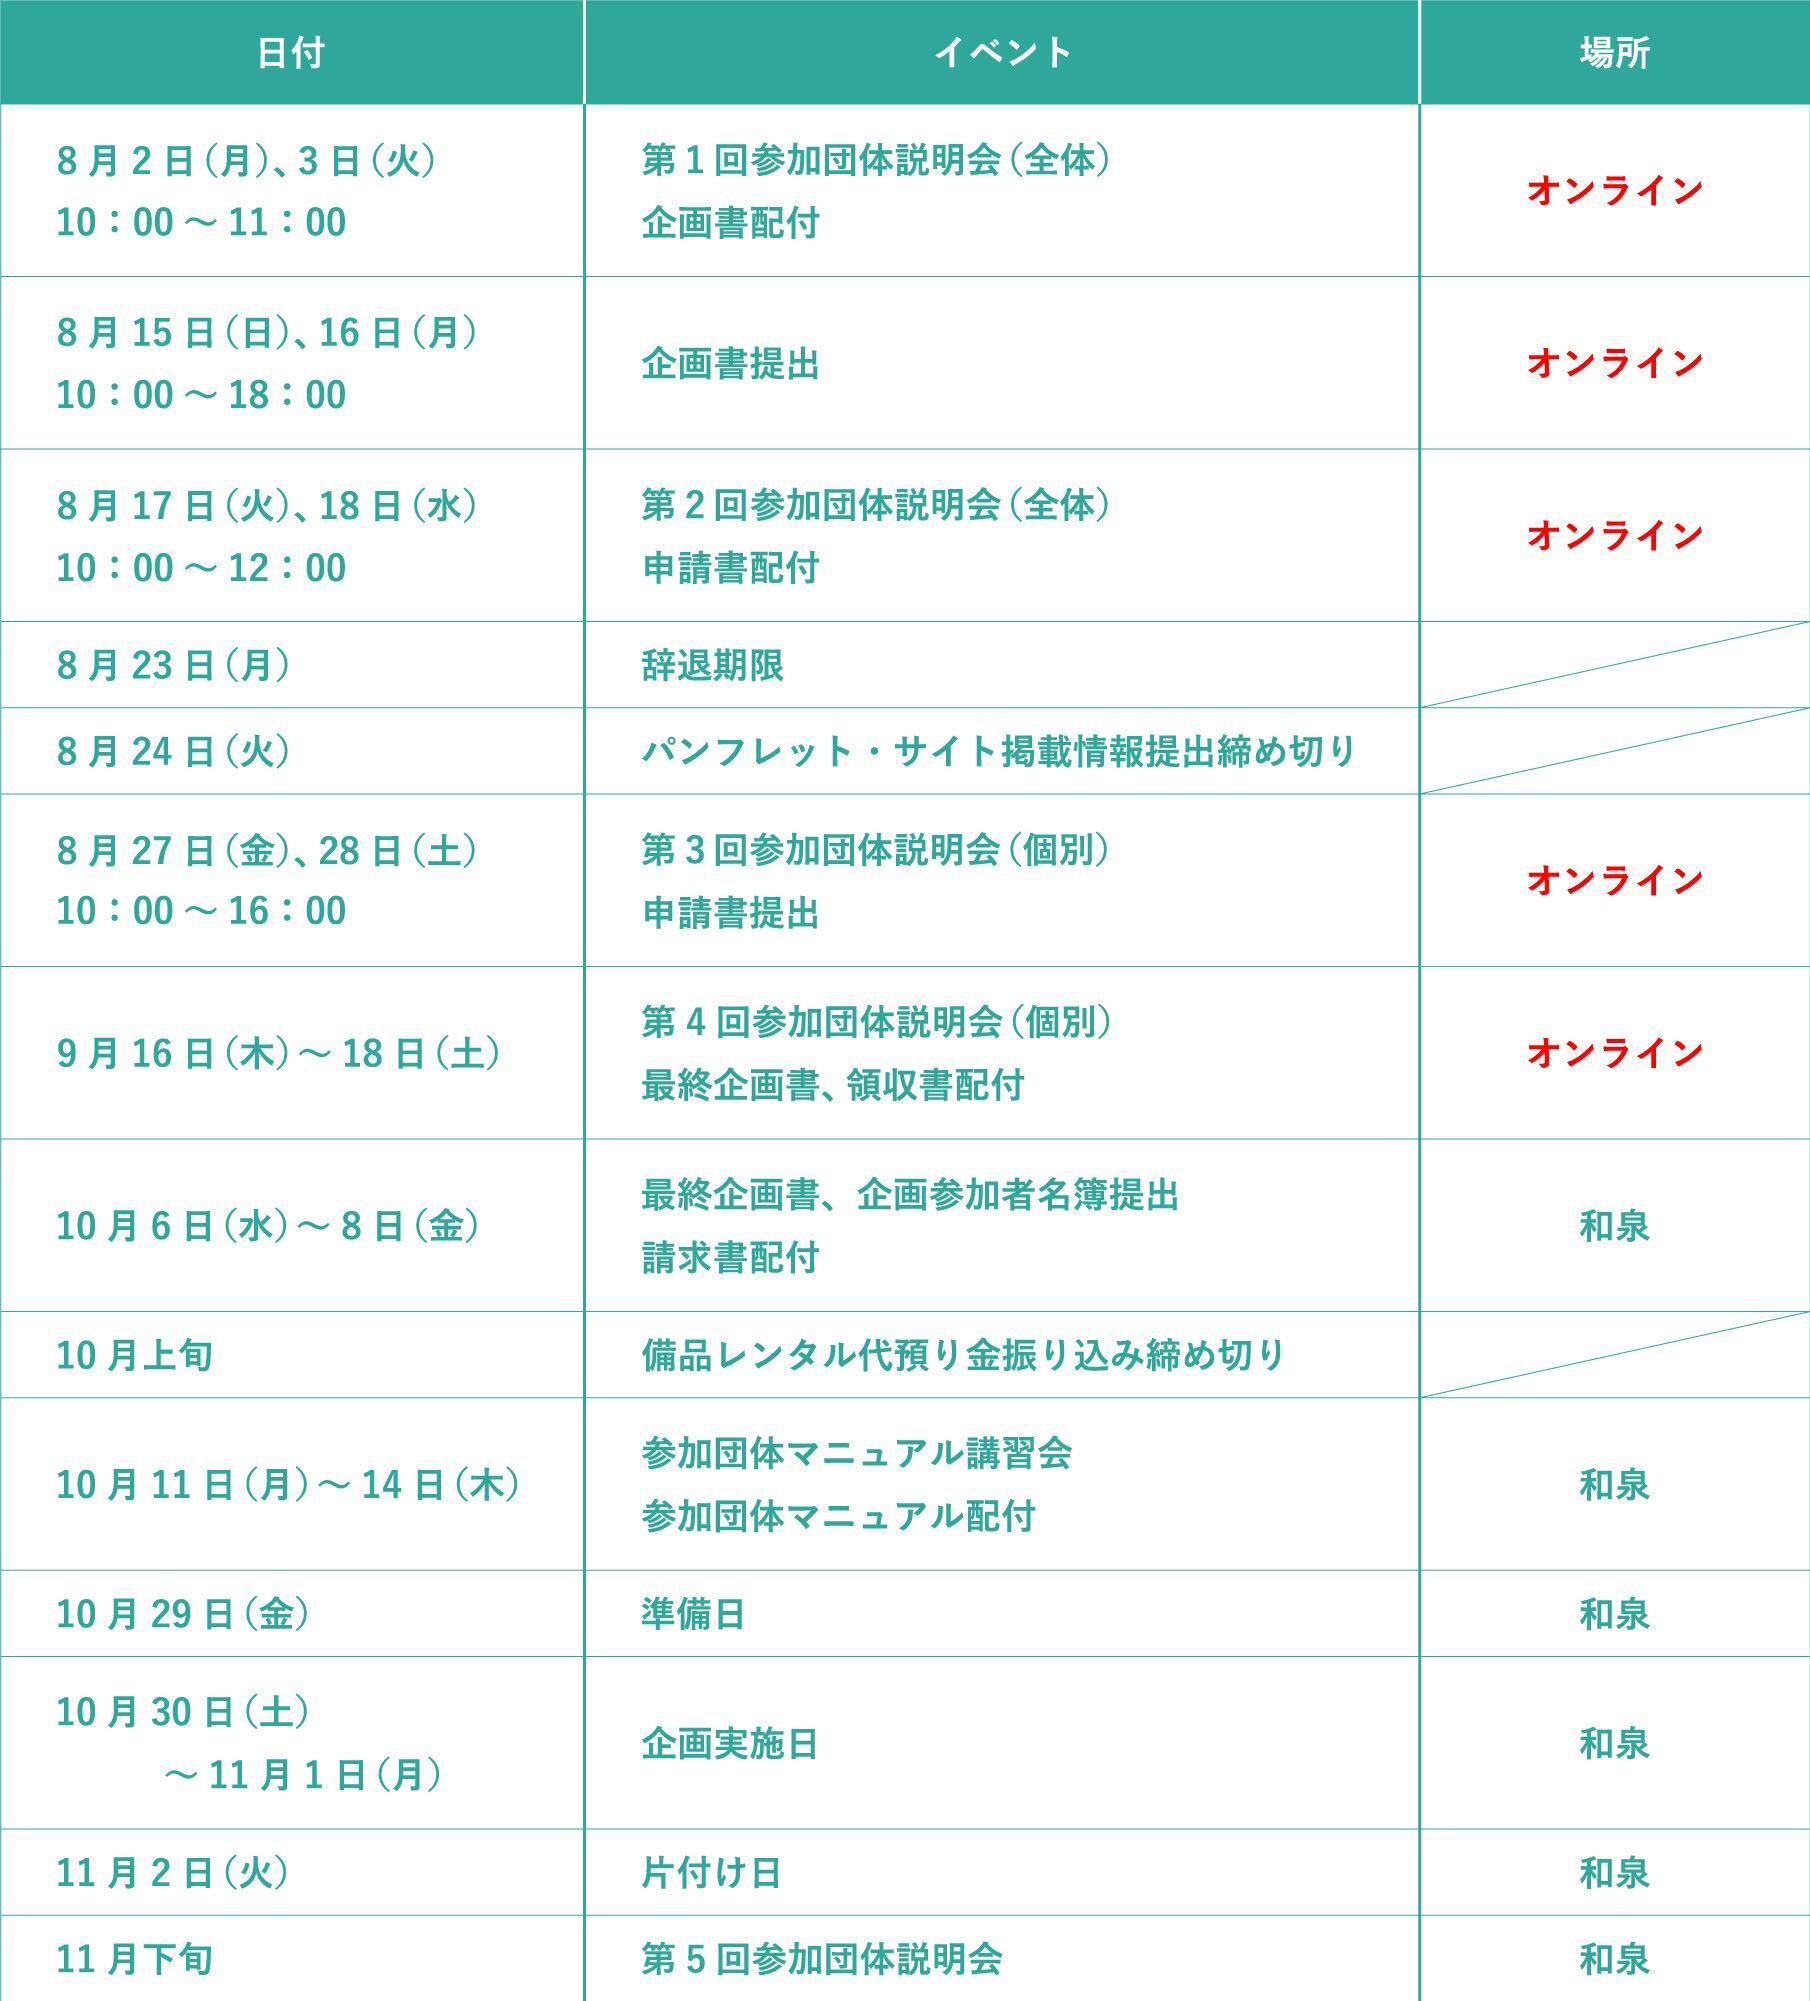 日付
イベント
場所
8月2日(月)、3日(火)
10：00～11：00
第1回参加団体説明会(全体)
企画書配付
オンライン
8月15日(日)、16日(月)
10：00～18：00
企画書提出
オンライン
8月17日(火)、18日(水)
10：00～12：00
第2回参加団体説明会(全体)
申請書配付
オンライン
8月23日(月)
辞退期限
8月24日(火)
パンフレット・サイト掲載情報提出締め切り
8月27日(金)、28日(土)
10：00～16：00
第3回参加団体説明会(個別)
申請書提出
オンライン
9月16日(木)～18日(土)
第4回参加団体説明会(個別)
最終企画書、領収書配付
オンライン
10月6日(水)～8日(金)
最終企画書、企画参加者名簿提出
請求書配付
和泉
10月上旬
備品レンタル代預り金振り込み締め切り
10月11日(月)～14日(木)
参加団体マニュアル講習会
参加団体マニュアル配付
和泉
10月29日(金)
準備日
和泉
10月30日(土)
～11月1日(月)
企画実施日
和泉
11月2日(火)
片付け日
和泉
11月下旬
第5回参加団体説明会
和泉